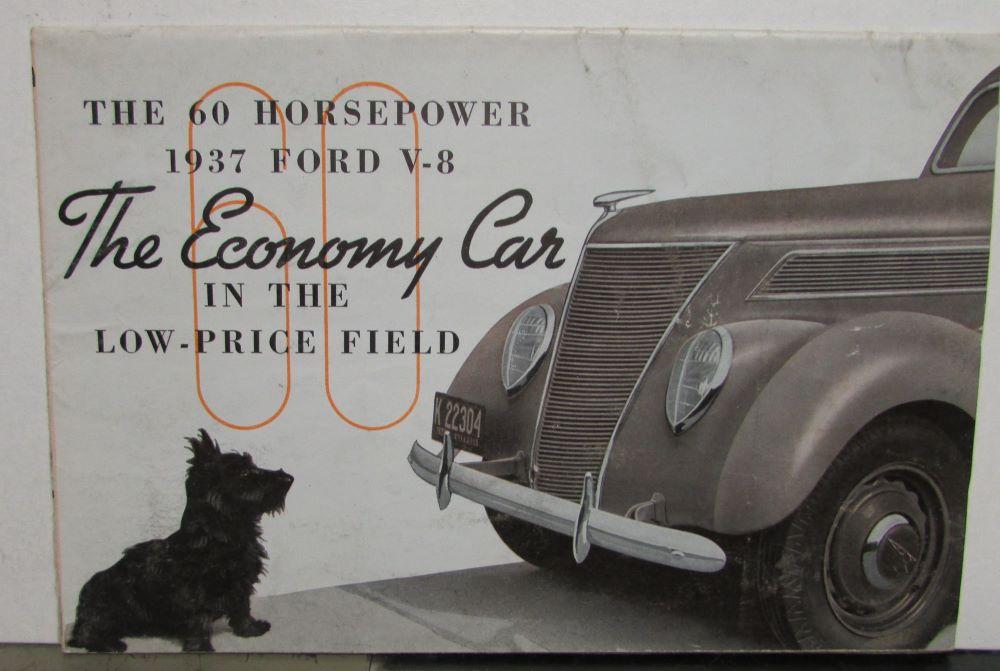 THE 60 HORSEPOWER
1937 FORD V-8
The Economy Car
IN THE
LOW-PRICE FIELD
60
K 22304